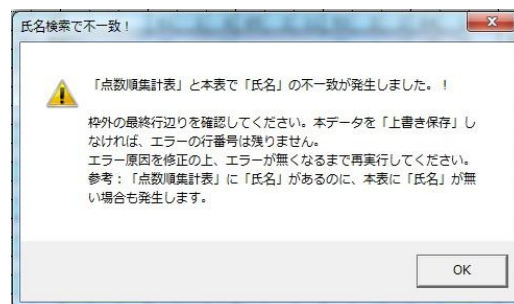 氏名検索で不一致！
「点数順集計表」と本表で「氏名」の不一致が発生しました。！
枠外の最終行辺りを確認してください。本データを「上書き保存」し
なければ、エラーの行番号は残りません。
エラー原因を修正の上、エラーが無くなるまで再実行してください。
参考：「点数順集計表」に「氏名」があるのに、本表に「氏名」が無
い場合も発生します。
OK